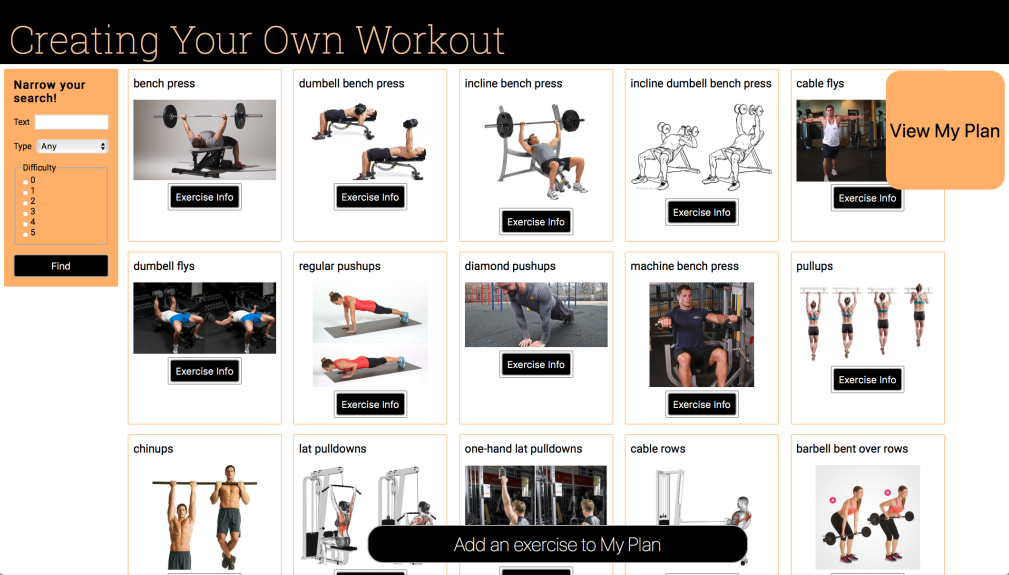 Creating Your Own Workout
Narrow your
search!
Text
Type Any
Difficulty
0
1
2
3
4
5
Find
bench press
Exercise Info
dumbell bench press
Exercise Info
incline bench press
Exercise Info
incline dumbell bench press
Exercise Info
cable flys
Exercise Info
View My Plan
dumbell flys
Exercise Info
regular pushups
Exercise Info
diamond pushups
Exercise Info
machine bench press
Exercise Info
pullups
Exercise Info
chinups
lat pulldowns
one-hand lat pulldowns
cable rows
barbell bent over rows
A
B
Add an exercise to My Plan